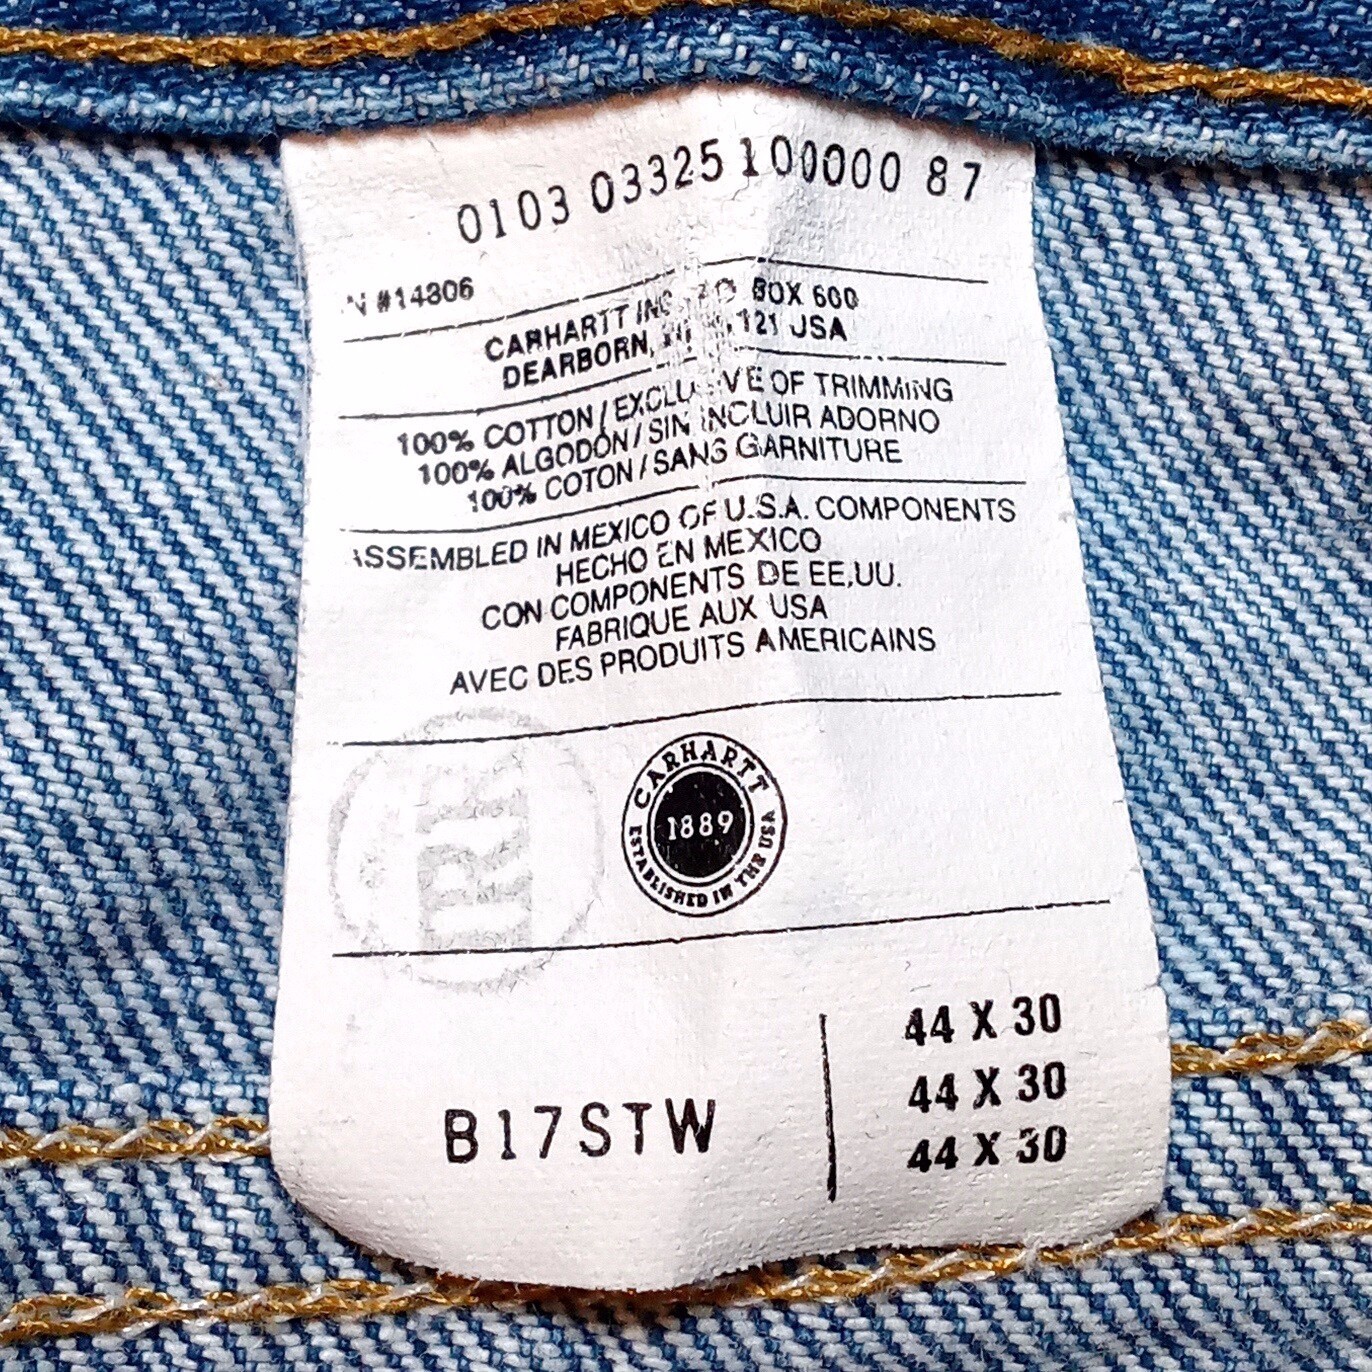 0103 03325 100000 87
#14806
CARHARTT INC BOX 600
DEARBORN, 121 USA
100% COTTON / EXCLUSIVE OF TRIMMING
100% ALGODÓN / SIN INCLUIR ADORNO
100% COTON / SANS GARNITURE
ASSEMBLED IN MEXICO OF U.S.A. COMPONENTS
HECHO EN MEXICO
CON COMPONENTS DE EE,UU.
FABRIQUE AUX USA
AVEC DES PRODUITS AMERICAINS
CARHARTT
1889
ESTABLISHED IN THE USA
B17STW
44 X 30
44 X 30
44 X 30